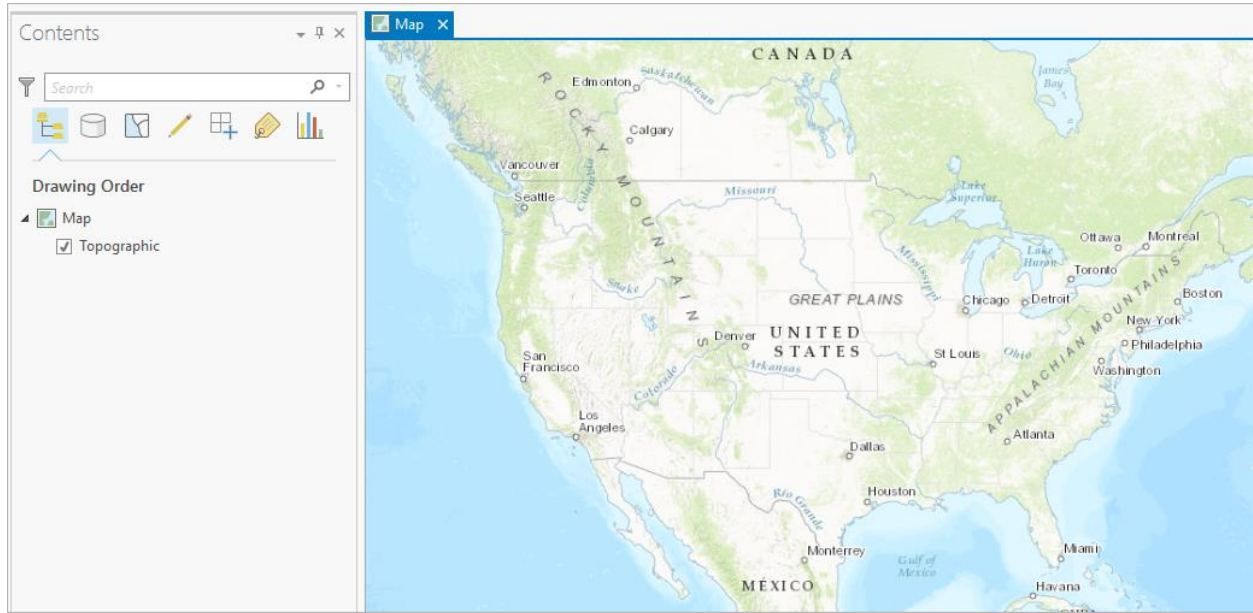 Contents
Search
Drawing Order
Map
Topographic
Map
CANADA
James
Bay
Edmonton
Saskatchewan
ROCKY MOUNTAINS
Calgary
Vancouver
Columbia
Seattle
Missouri
Lake
Superior
Ottawa
Montreal
Mississippi
Lake
Huron
Toronto
Snake
GREAT PLAINS
Chicago
Detroit
Boston
APPALACHIAN MOUNTAINS
New York
Denver
UNITED
STATES
St Louis
Ohio
Philadelphia
San
Francisco
Colorado
Arkansas
Washington
Los
Angeles
Dallas
Atlanta
Houston
Río Grande
Monterrey
Gulf of
Mexico
Miami
MÉXICO
Havana
CUBA